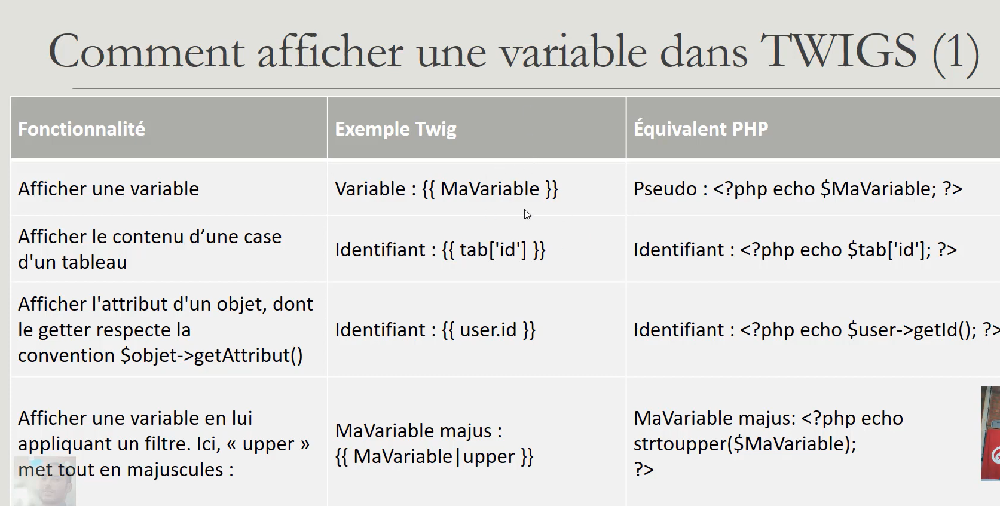 Comment afficher une variable dans TWIGS (1)
Fonctionnalité
Exemple Twig
Équivalent PHP
Afficher une variable
Variable : {{ MaVariable }}
Pseudo : <?php echo $MaVariable; ?>
Afficher le contenu d’une case
d'un tableau
Identifiant : {{ tab['id'] }}
Identifiant : <?php echo $tab['id']; ?>
Afficher l'attribut d'un objet, dont
le getter respecte la
convention $objet->getAttribut()
Identifiant : {{ user.id }}
Identifiant : <?php echo $user->getId(); ?>
Afficher une variable en lui
appliquant un filtre. Ici, « upper »
met tout en majuscules :
MaVariable majus :
{{ MaVariable|upper }}
MaVariable majus: <?php echo
strtoupper($MaVariable);
?>